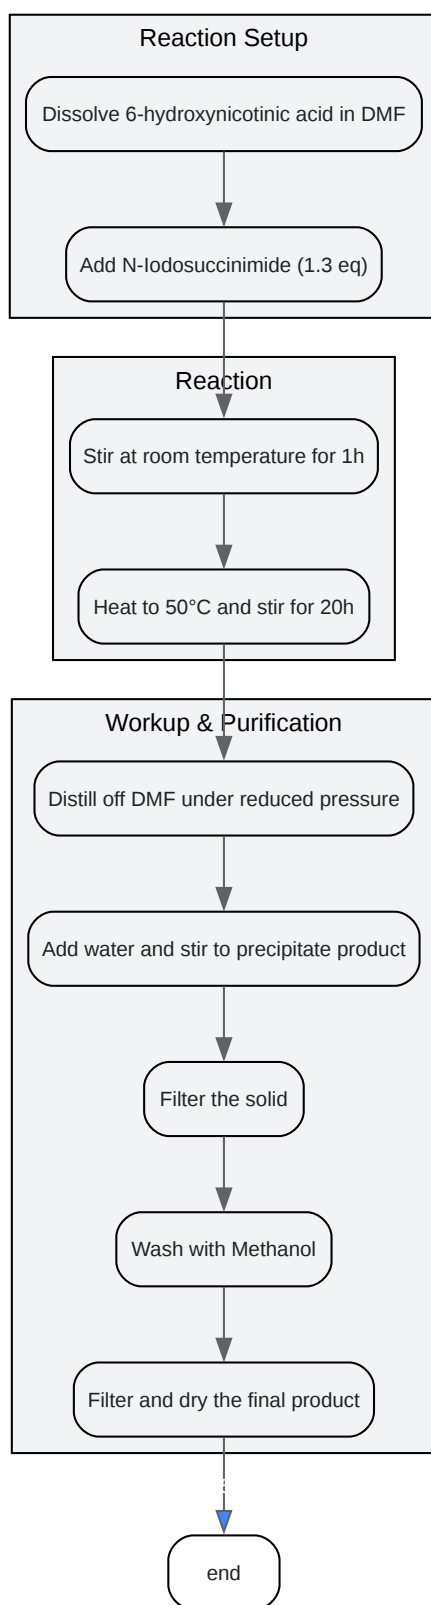 Reaction Setup
Dissolve 6-hydroxynicotinic acid in DMF
Add N-Iodosuccinimide (1.3 eq)
Reaction
Stir at room temperature for 1h
Heat to 50°C and stir for 20h
Workup & Purification
Distill off DMF under reduced pressure
Add water and stir to precipitate product
Filter the solid
Wash with Methanol
Filter and dry the final product
end